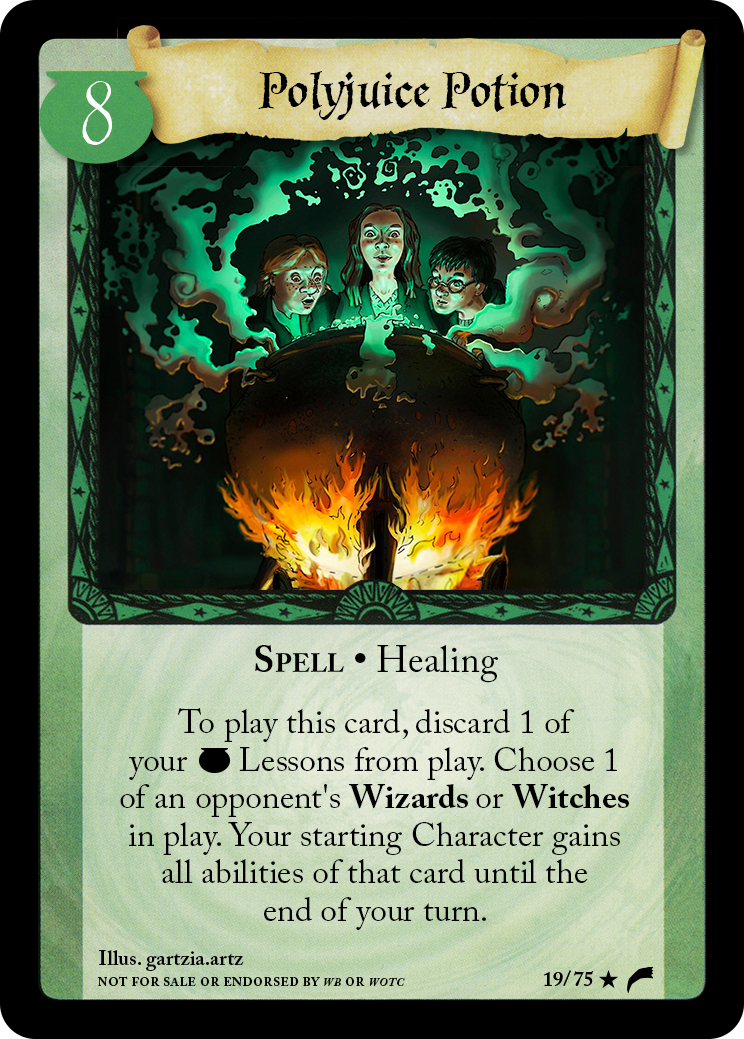 8
Polyjuice Potion
SPELL • Healing
To play this card, discard 1 of
your Lessons from play. Choose 1
of an opponent's Wizards or Witches
in play. Your starting Character gains
all abilities of that card until the
end of your turn.
Illus. gartzia.artz
NOT FOR SALE OR ENDORSED BY WB OR WOTC
19/75 ★